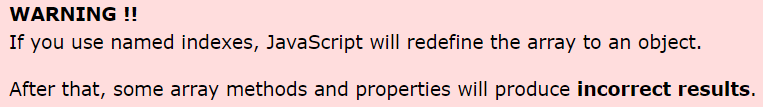 WARNING !!
If you use named indexes, JavaScript will redefine the array to an object.
After that, some array methods and properties will produce incorrect results.